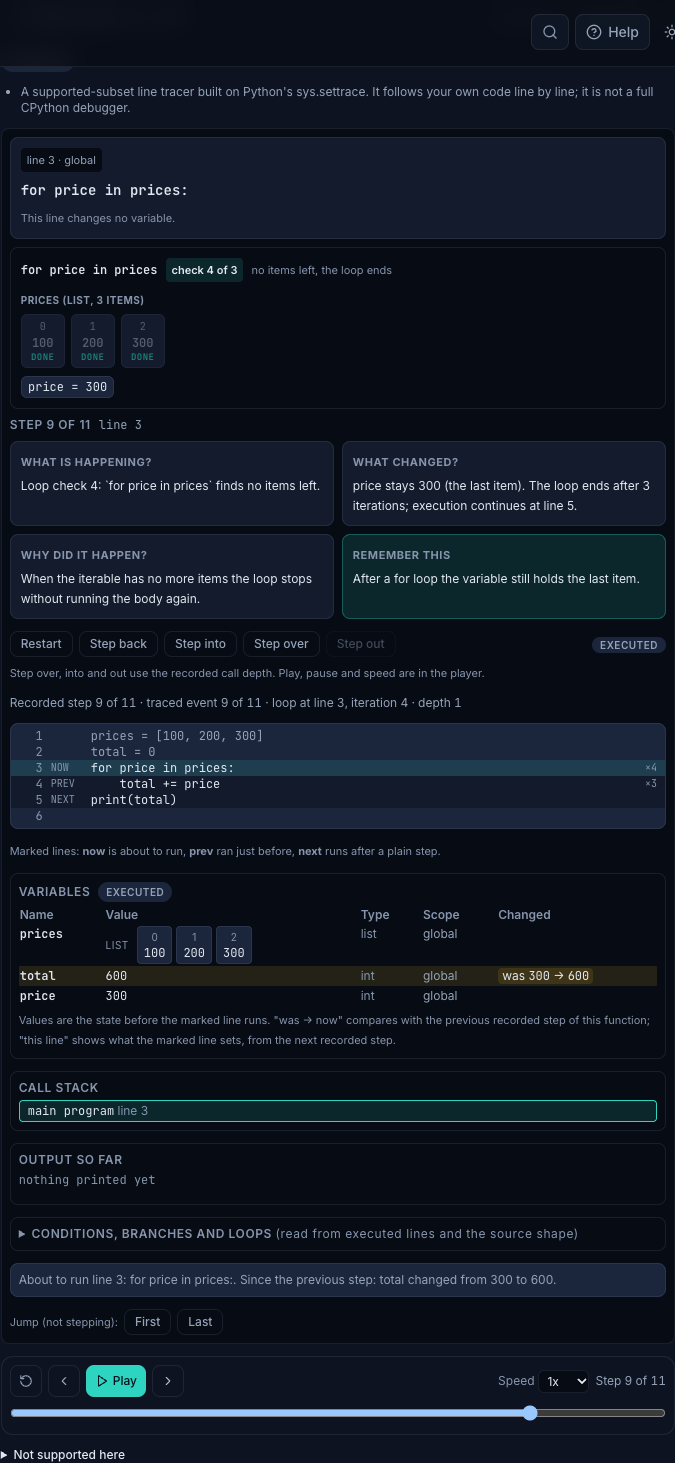 Help
• A supported-subset line tracer built on Python's sys.settrace. It follows your own code line by line; it is not a full
CPython debugger.
line 3 · global
for price in prices:
This line changes no variable.
for price in prices check 4 of 3 no items left, the loop ends
PRICES (LIST, 3 ITEMS)
0 1 2
100 200 300
DONE DONE DONE
price = 300
STEP 9 OF 11 line 3
WHAT IS HAPPENING?
Loop check 4: `for price in prices` finds no items left.
WHAT CHANGED?
price stays 300 (the last item). The loop ends after 3
iterations; execution continues at line 5.
WHY DID IT HAPPEN?
When the iterable has no more items the loop stops
without running the body again.
REMEMBER THIS
After a for loop the variable still holds the last item.
Restart Step back Step into Step over Step out EXECUTED
Step over, into and out use the recorded call depth. Play, pause and speed are in the player.
Recorded step 9 of 11 · traced event 9 of 11 · loop at line 3, iteration 4 · depth 1
1 prices = [100, 200, 300]
2 total = 0
3 NOW for price in prices: ×4
4 PREV total += price ×3
5 NEXT print(total)
6
Marked lines: now is about to run, prev ran just before, next runs after a plain step.
VARIABLES EXECUTED
Name Value Type Scope Changed
prices LIST 0 100 1 200 2 300 list global
total 600 int global was 300 → 600
price 300 int global
Values are the state before the marked line runs. "was → now" compares with the previous recorded step of this function;
"this line" shows what the marked line sets, from the next recorded step.
CALL STACK
main program line 3
OUTPUT SO FAR
nothing printed yet
▶ CONDITIONS, BRANCHES AND LOOPS (read from executed lines and the source shape)
About to run line 3: for price in prices:. Since the previous step: total changed from 300 to 600.
Jump (not stepping): First Last
Play Speed 1x Step 9 of 11
▶ Not supported here